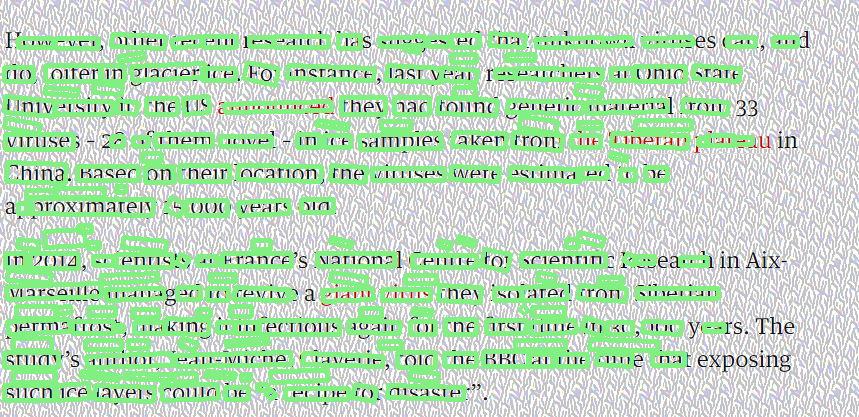 However, other recent research has suggested that unknown viruses can, and
do, loiter in glacier ice. For instance, last year researchers at Ohio State
University in the US announced they had found genetic material from 33
viruses - 28 of them novel - in ice samples taken from the Tibetan plateau in
China. Based on their location, the viruses were estimated to be
approximately 15,000 years old.
In 2014, scientists at France’s National Centre for Scientific Research in Aix-
Marseille managed to revive a giant virus they isolated from Siberian
permafrost, making it infectious again for the first time in 30,000 years. The
study’s author, Jean-Michel Claverie, told the BBC at the time that exposing
such ice layers could be "a recipe for disaster”.